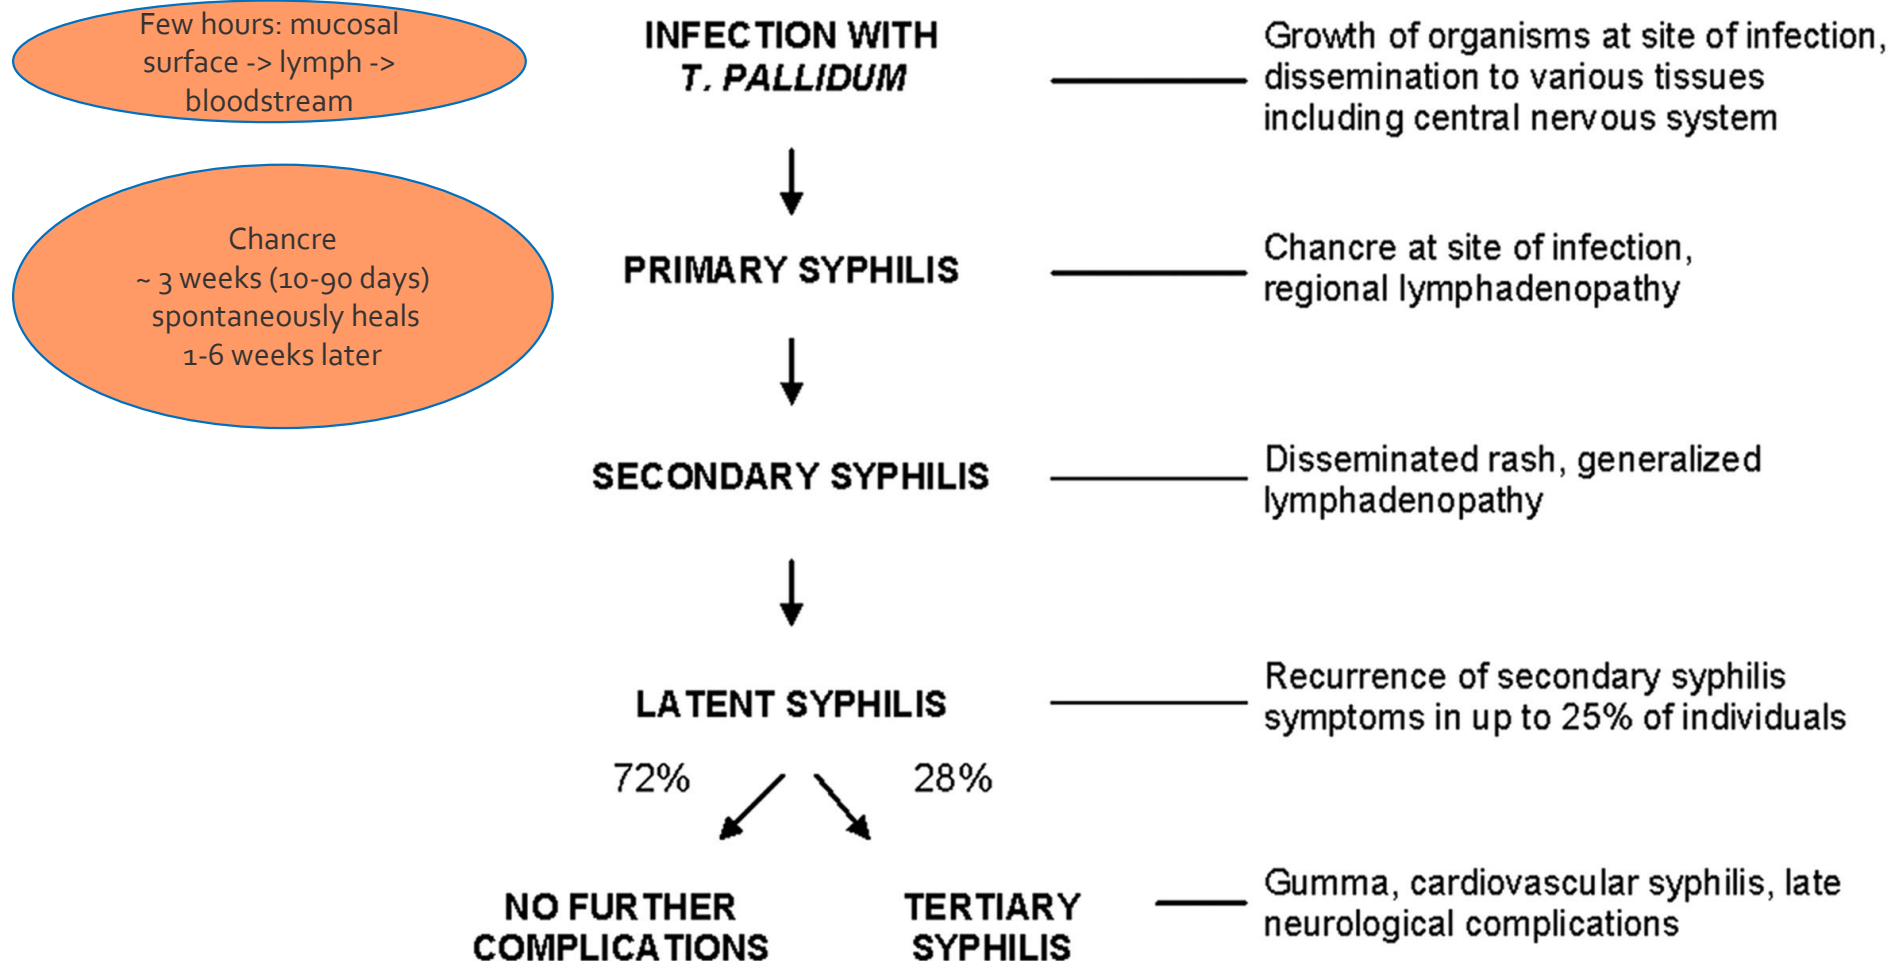 Few hours: mucosal
surface -> lymph ->
bloodstream
INFECTION WITH
T. PALLIDUM
Growth of organisms at site of infection,
dissemination to various tissues
including central nervous system
Chancre
~ 3 weeks (10-90 days)
spontaneously heals
1-6 weeks later
PRIMARY SYPHILIS
Chancre at site of infection,
regional lymphadenopathy
SECONDARY SYPHILIS
Disseminated rash, generalized
lymphadenopathy
LATENT SYPHILIS
Recurrence of secondary syphilis
symptoms in up to 25% of individuals
72%
28%
NO FURTHER
COMPLICATIONS
TERTIARY
SYPHILIS
Gumma, cardiovascular syphilis, late
neurological complications